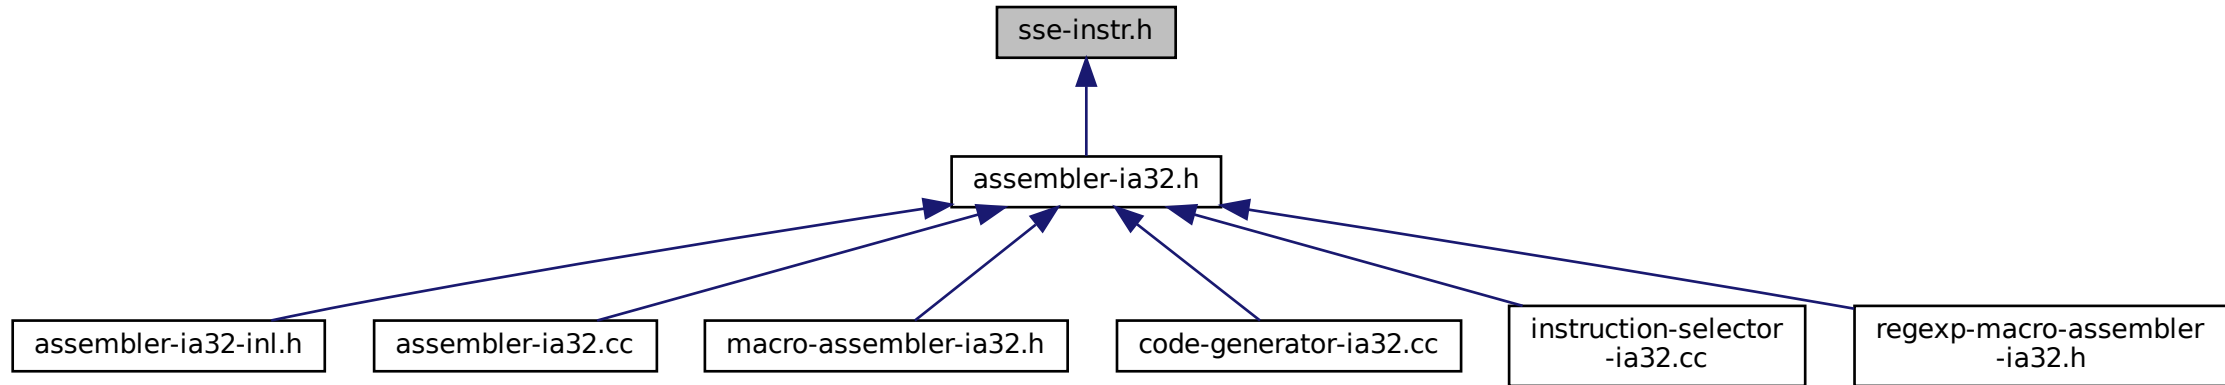 sse-instr.h
assembler-ia32.h
assembler-ia32-inl.h
assembler-ia32.cc
macro-assembler-ia32.h
code-generator-ia32.cc
instruction-selector
-ia32.cc
regexp-macro-assembler
-ia32.h